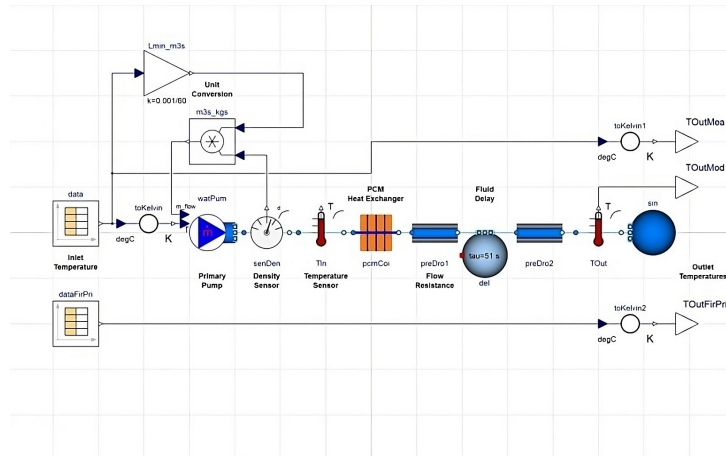 Lmin_m3s
k=0.001/60
Unit
Conversion
m3s_kgs
toKelvin1
TOutMea
degC
K
TOutMod
data
toKelvin
watPum
m_flow
degC
K
Inlet
Temperature
ṁ
Primary
Pump
d
senDen
Density
Sensor
T
TIn
Temperature
Sensor
PCM
Heat Exchanger
pcmCoi
preDro1
Flow
Resistance
Fluid
Delay
tau=51 s
del
preDro2
T
TOut
sin
Outlet
Temperatures
dataFirPri
toKelvin2
TOutFirPri
degC
K